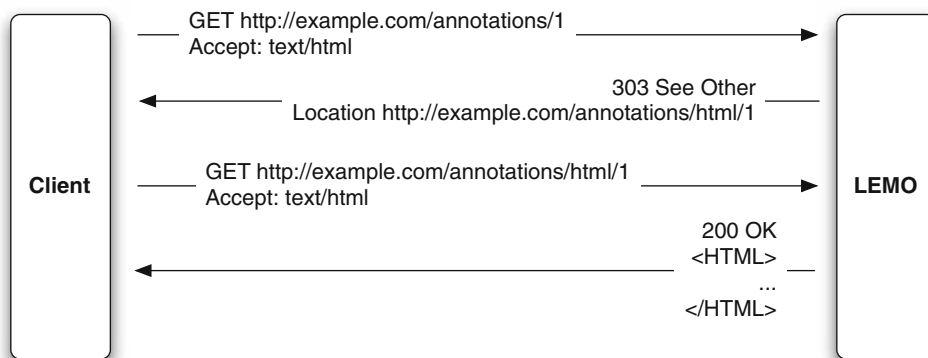 GET http://example.com/annotations/1
Accept: text/html
303 See Other
Location http://example.com/annotations/html/1
Client
GET http://example.com/annotations/html/1
Accept: text/html
LEMO
200 OK
<HTML>
...
</HTML>